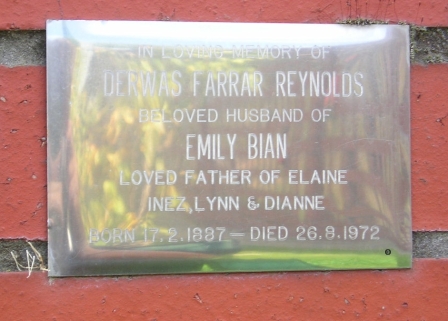 IN LOVING MEMORY OF
DERWAS FARRAR REYNOLDS
BELOVED HUSBAND OF
EMILY BIAN
LOVED FATHER OF ELAINE
INEZ, LYNN & DIANNE
BORN 17.2.1897 — DIED 26.8.1972